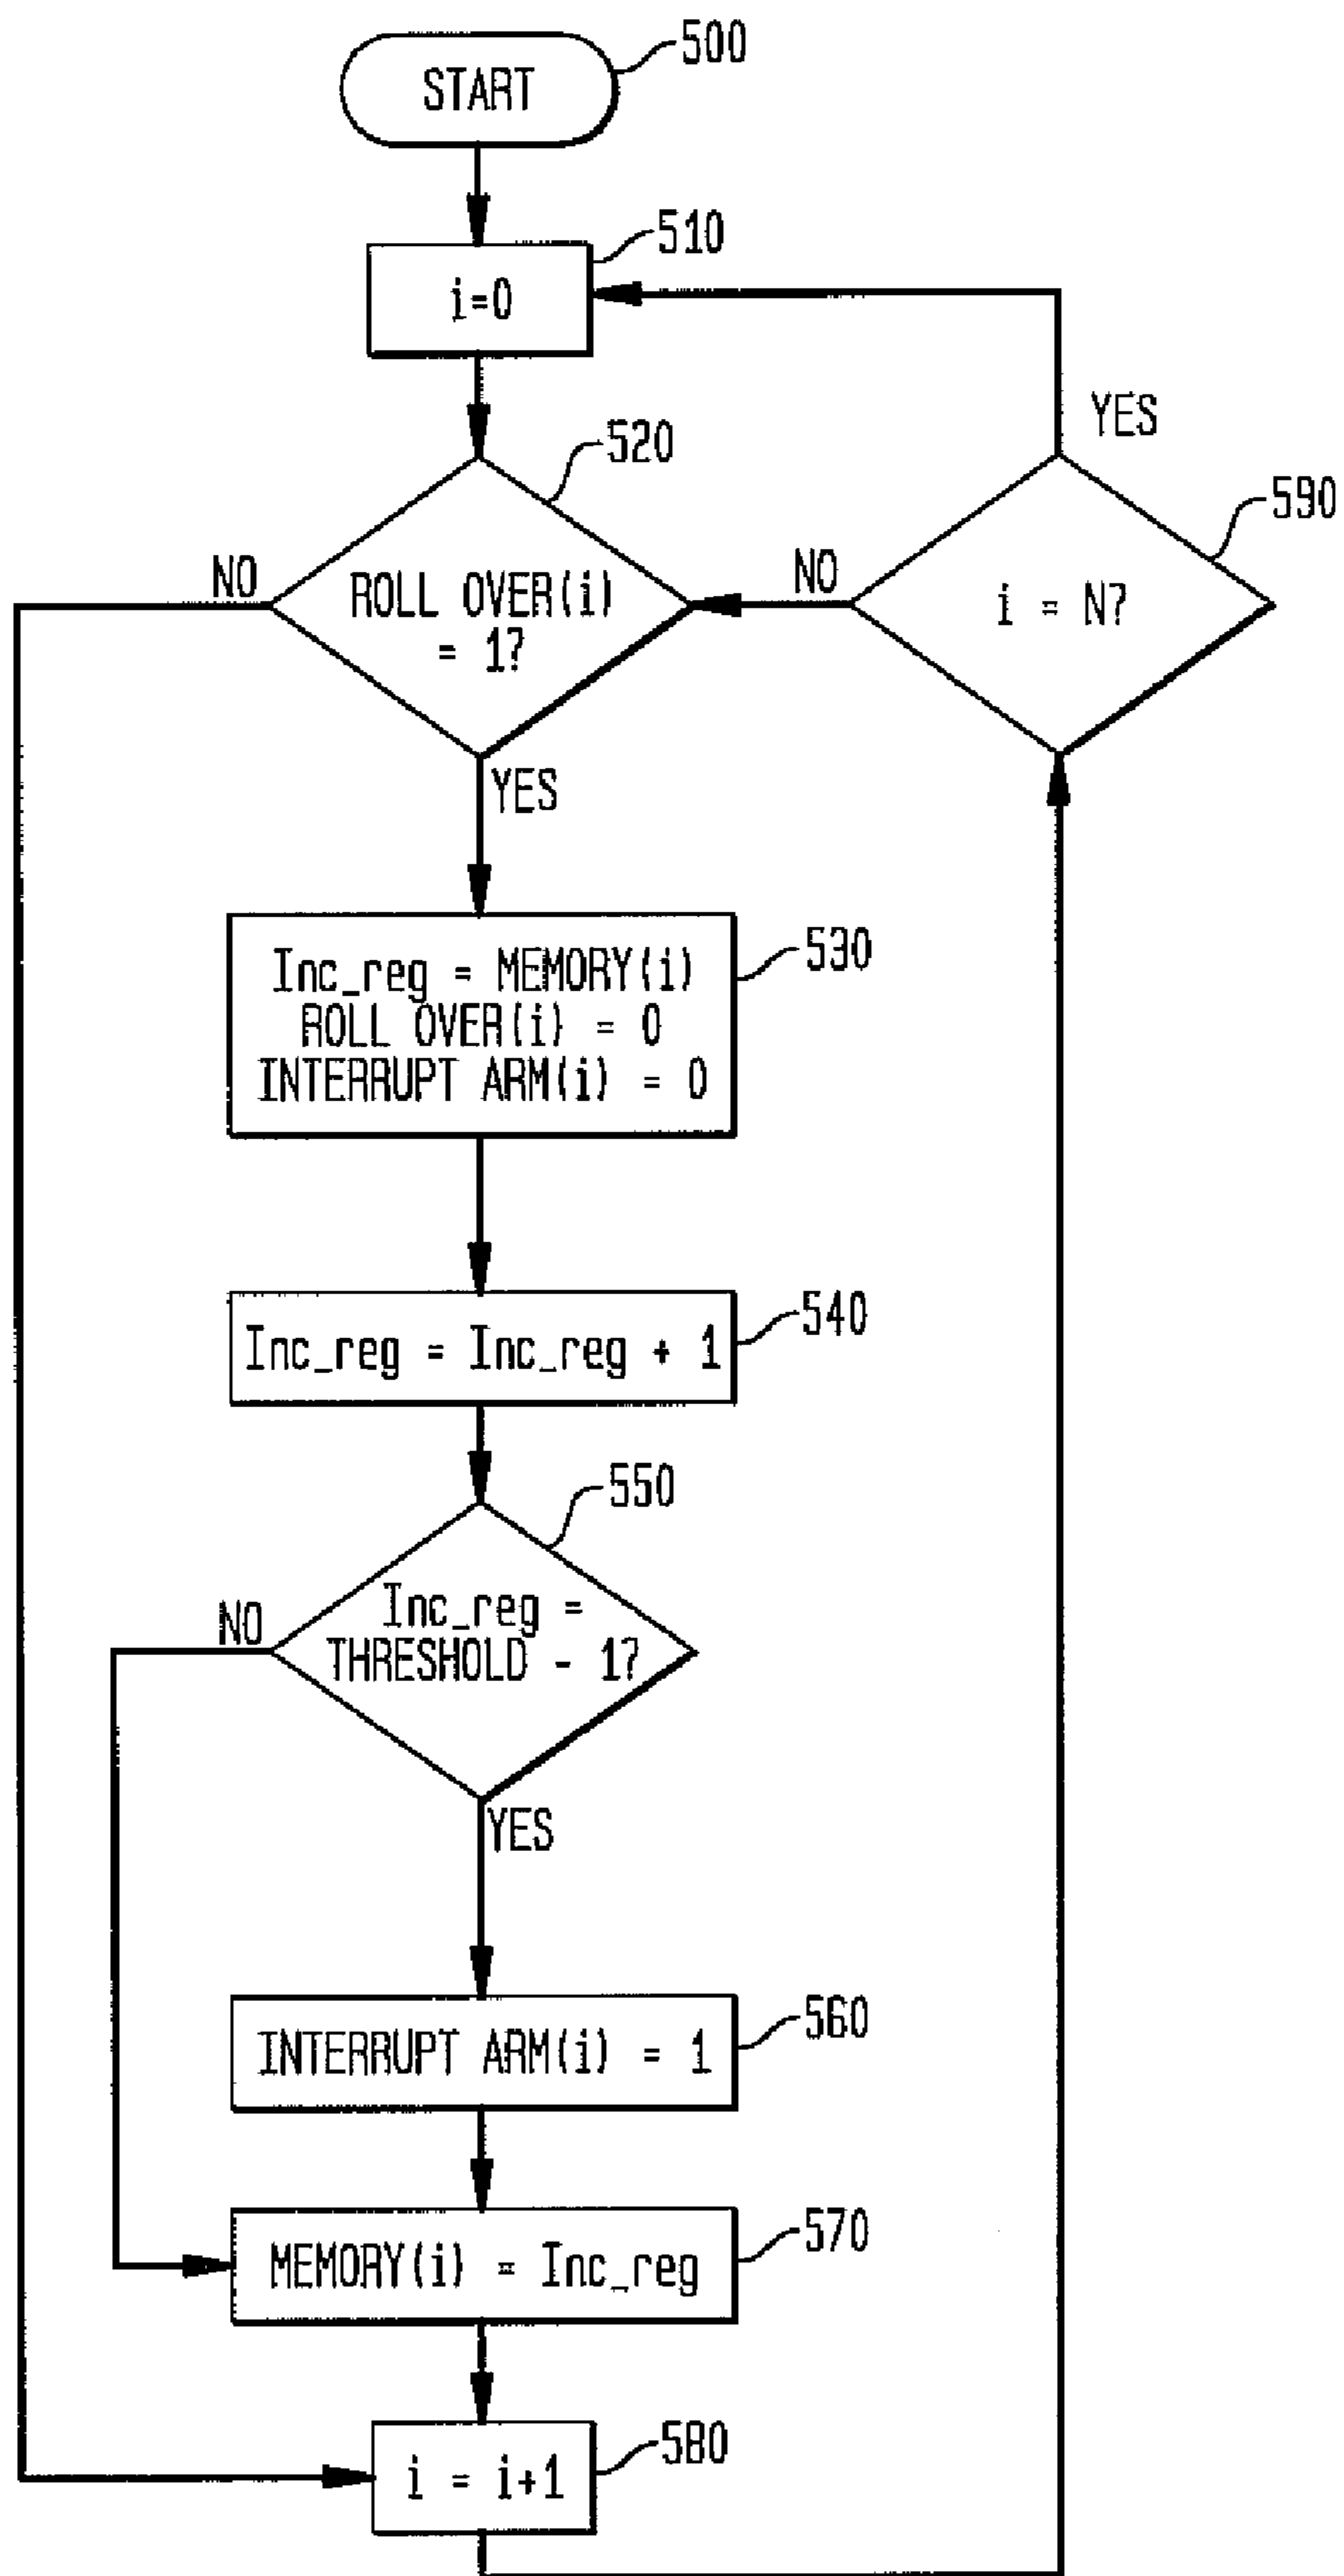 START
500
i=0
510
YES
ROLL OVER(i)
= 1?
520
NO
NO
i = N?
590
YES
Inc_reg = MEMORY(i)
ROLL OVER(i) = 0
INTERRUPT ARM(i) = 0
530
Inc_reg = Inc_reg + 1
540
Inc_reg =
THRESHOLD - 1?
550
NO
YES
INTERRUPT ARM(i) = 1
560
MEMORY(i) = Inc_reg
570
i = i+1
580